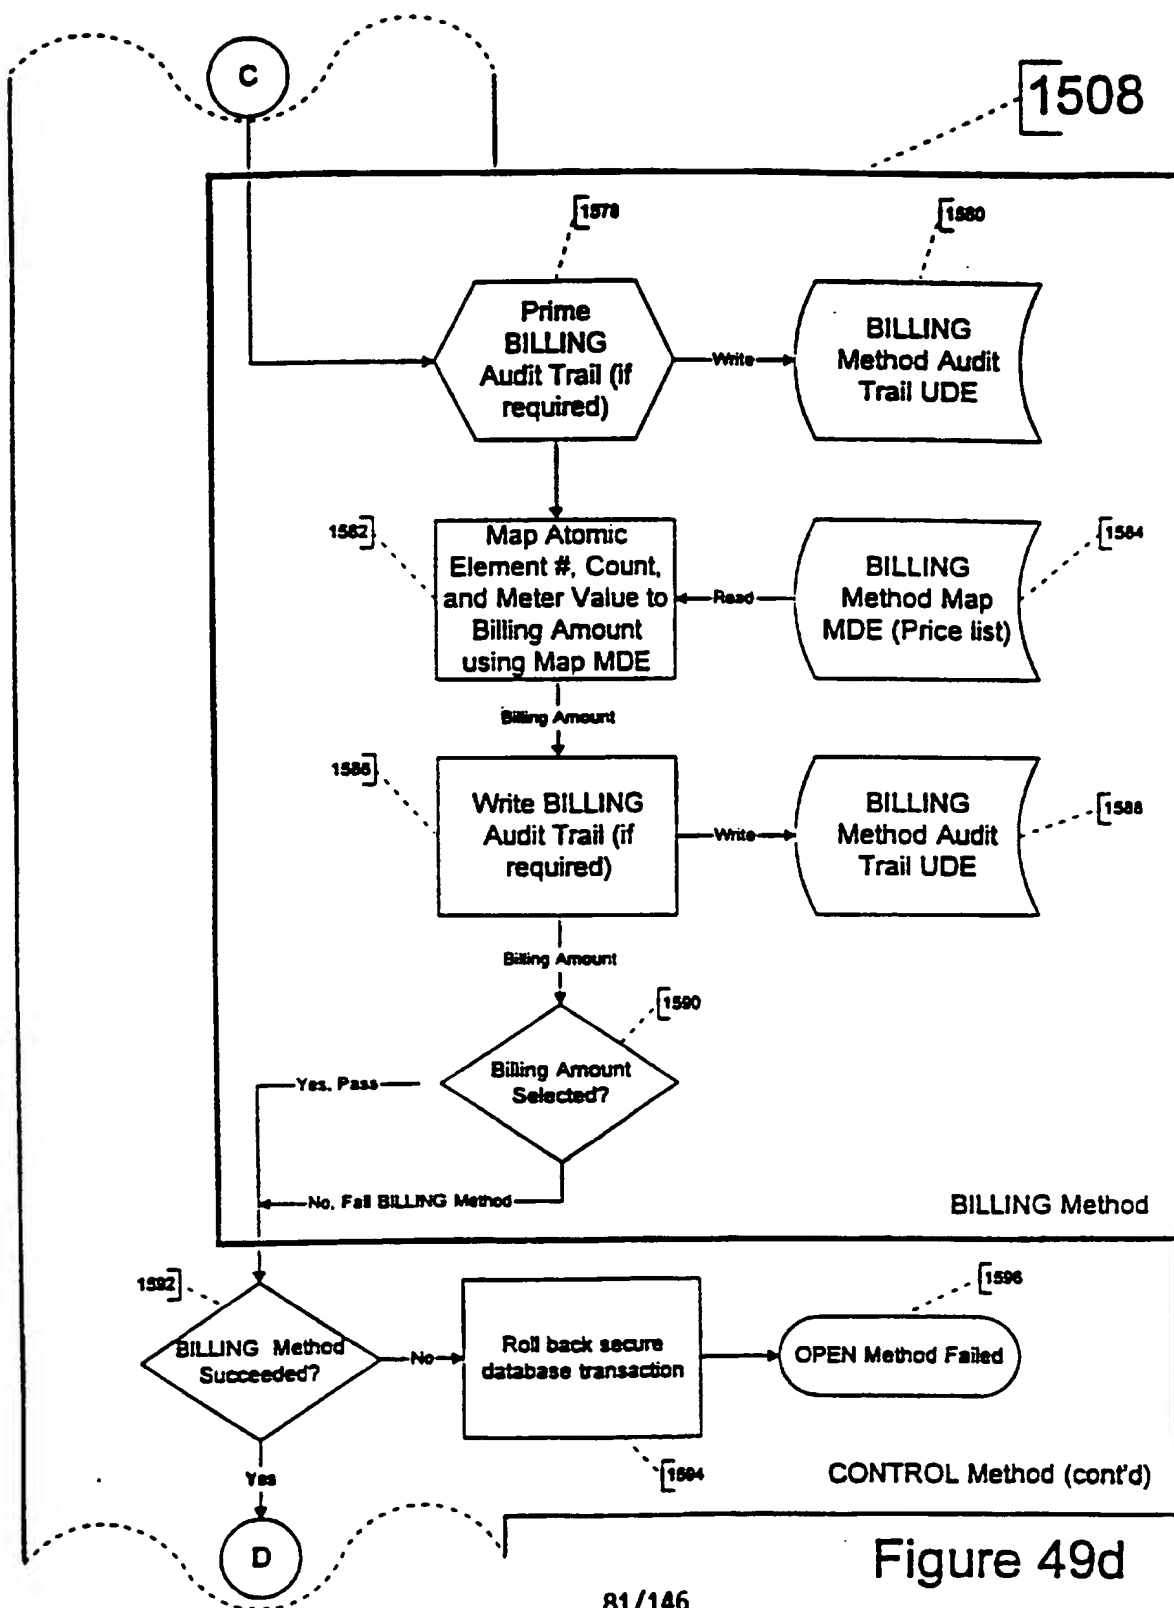 C
1508
1578
1580
Prime
BILLING
Audit Trail (if
required)
Write
BILLING
Method Audit
Trail UDE
1582
Map Atomic
Element #, Count,
and Meter Value to
Billing Amount
using Map MDE
Read
BILLING
Method Map
MDE (Price list)
1584
Billing Amount
1586
Write BILLING
Audit Trail (if
required)
Write
BILLING
Method Audit
Trail UDE
1588
Billing Amount
1590
Billing Amount
Selected?
Yes, Pass
No, Fail BILLING Method
BILLING Method
1592
BILLING Method
Succeeded?
No
Roll back secure
database transaction
1596
OPEN Method Failed
1594
Yes
CONTROL Method (cont'd)
D
Figure 49d
81/146